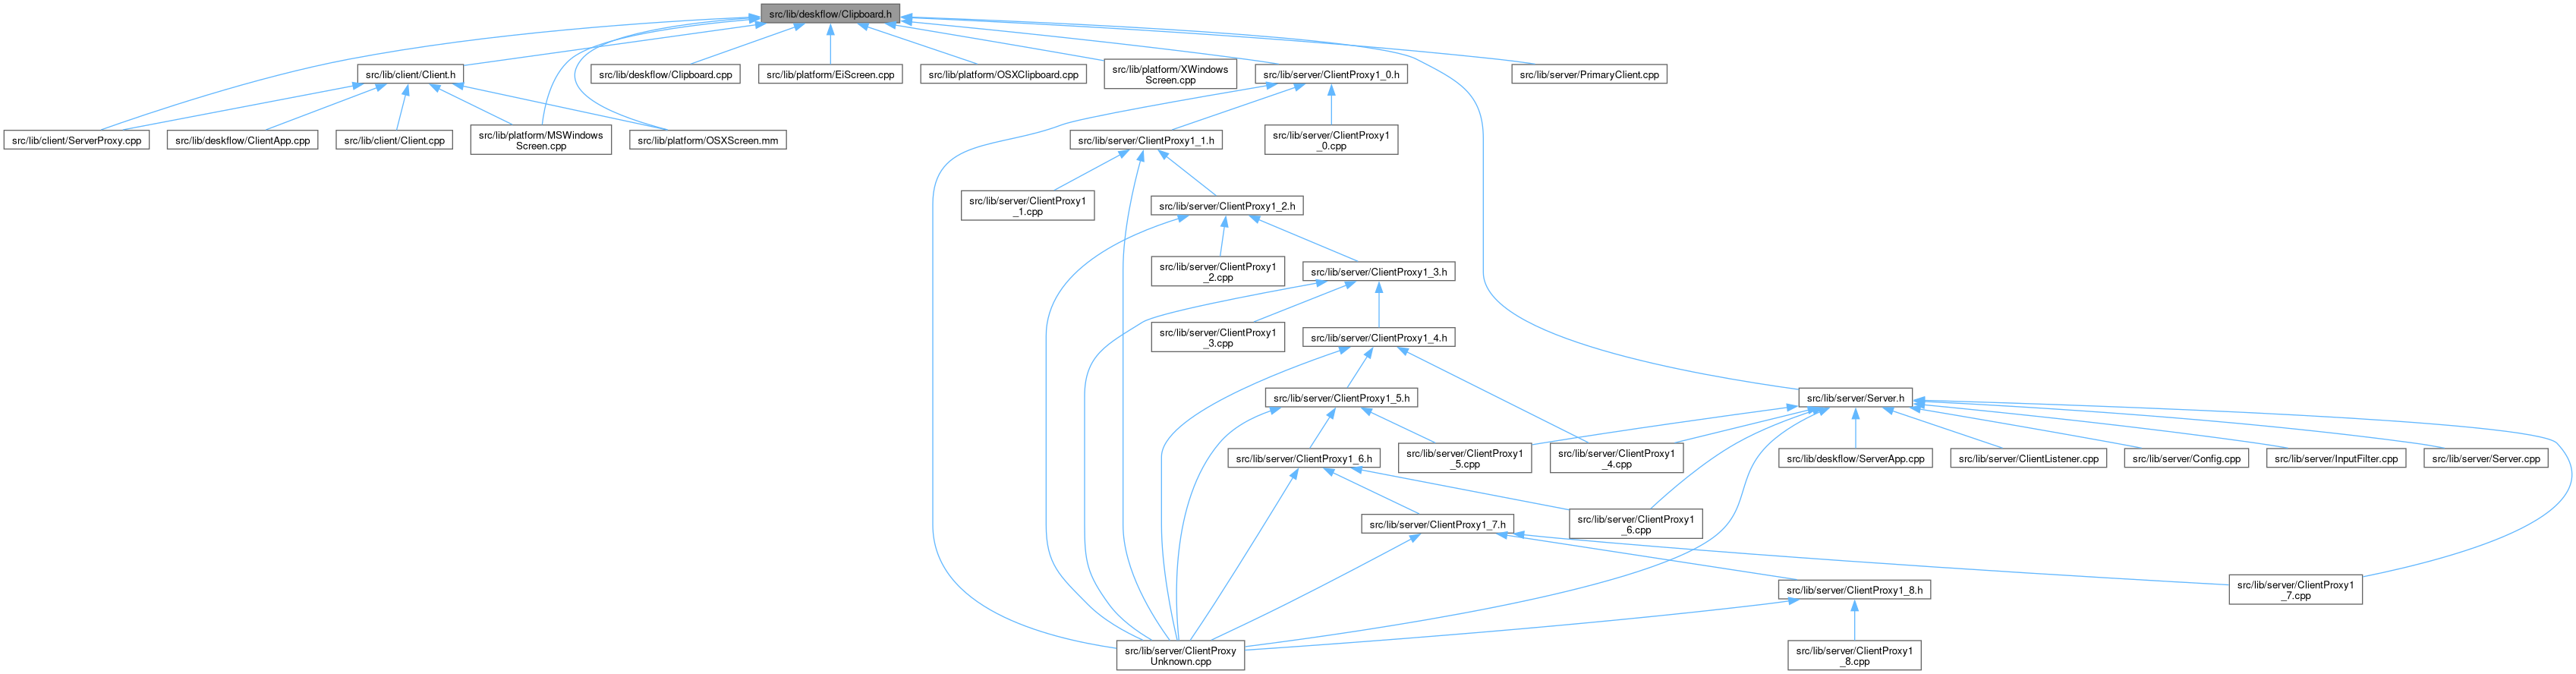 src/lib/deskflow/Clipboard.h
src/lib/client/Client.h
src/lib/deskflow/Clipboard.cpp
src/lib/platform/EiScreen.cpp
src/lib/platform/OSXClipboard.cpp
src/lib/platform/XWindows
Screen.cpp
src/lib/server/ClientProxy1_0.h
src/lib/server/PrimaryClient.cpp
src/lib/client/ServerProxy.cpp
src/lib/deskflow/ClientApp.cpp
src/lib/client/Client.cpp
src/lib/platform/MSWindows
Screen.cpp
src/lib/platform/OSXScreen.mm
src/lib/server/ClientProxy1_1.h
src/lib/server/ClientProxy1
_0.cpp
src/lib/server/ClientProxy1
_1.cpp
src/lib/server/ClientProxy1_2.h
src/lib/server/ClientProxy1
_2.cpp
src/lib/server/ClientProxy1_3.h
src/lib/server/ClientProxy1
_3.cpp
src/lib/server/ClientProxy1_4.h
src/lib/server/ClientProxy1_5.h
src/lib/server/Server.h
src/lib/server/ClientProxy1_6.h
src/lib/server/ClientProxy1
_5.cpp
src/lib/server/ClientProxy1
_4.cpp
src/lib/deskflow/ServerApp.cpp
src/lib/server/ClientListener.cpp
src/lib/server/Config.cpp
src/lib/server/InputFilter.cpp
src/lib/server/Server.cpp
src/lib/server/ClientProxy1_7.h
src/lib/server/ClientProxy1
_6.cpp
src/lib/server/ClientProxy1_8.h
src/lib/server/ClientProxy1
_7.cpp
src/lib/server/ClientProxy
Unknown.cpp
src/lib/server/ClientProxy1
_8.cpp